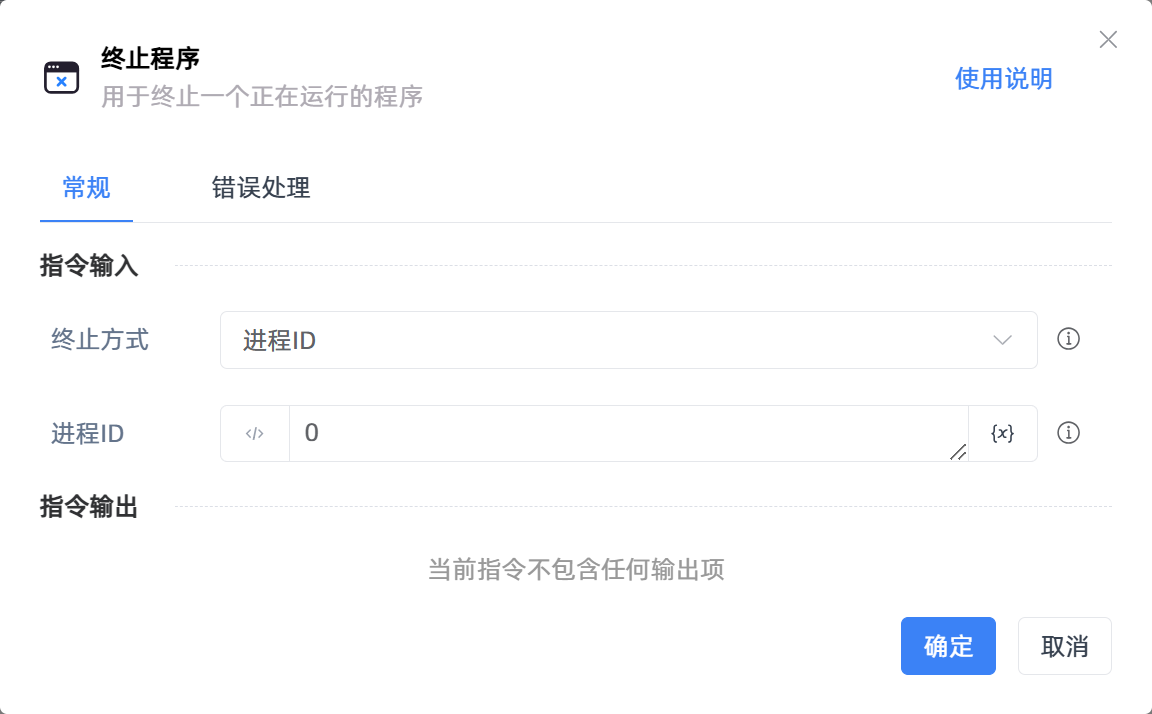 终止程序
用于终止一个正在运行的程序
使用说明
常规
错误处理
指令输入
终止方式
进程ID
进程ID
</>
0
{x}
指令输出
当前指令不包含任何输出项
确定
取消